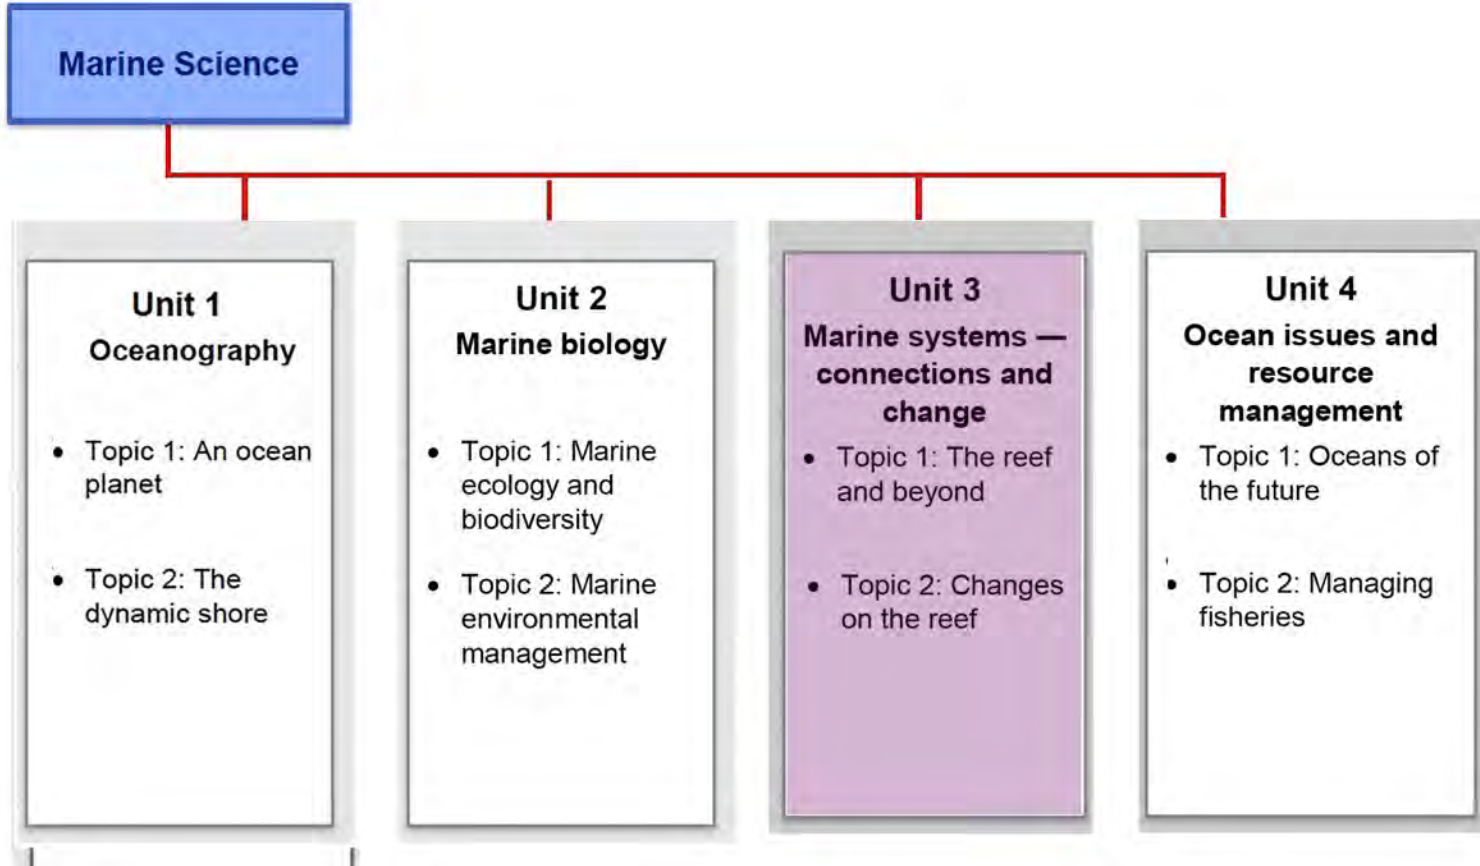 Marine Science
Unit 1
Oceanography
• Topic 1: An ocean
planet
• Topic 2: The
dynamic shore
Unit 2
Marine biology
• Topic 1: Marine
ecology and
biodiversity
• Topic 2: Marine
environmental
management
Unit 3
Marine systems —
connections and
change
• Topic 1: The reef
and beyond
• Topic 2: Changes
on the reef
Unit 4
Ocean issues and
resource
management
• Topic 1: Oceans of
the future
• Topic 2: Managing
fisheries